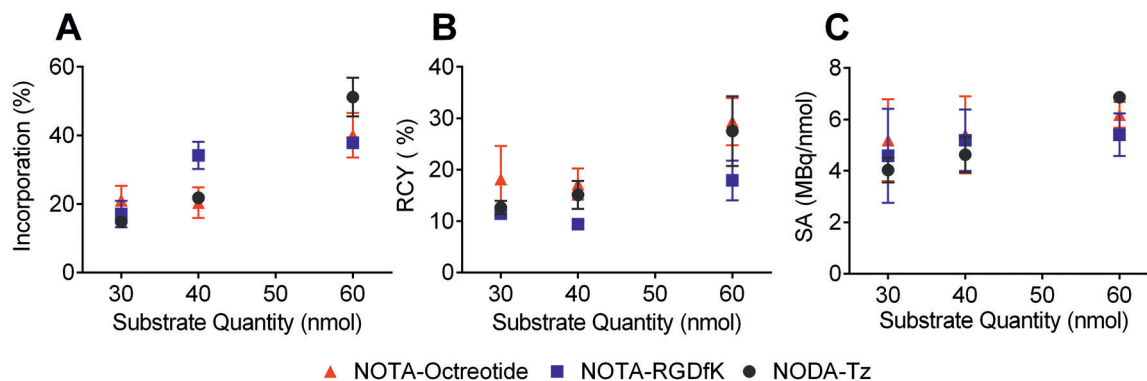 A
Incorporation (%)
60
40
20
0
30 40 50 60
Substrate Quantity (nmol)
B
RCY ( %)
40
30
20
10
0
30 40 50 60
Substrate Quantity (nmol)
C
SA (MBq/nmol)
8
6
4
2
0
30 40 50 60
Substrate Quantity (nmol)
NOTA-Octreotide NOTA-RGDfK NODA-Tz